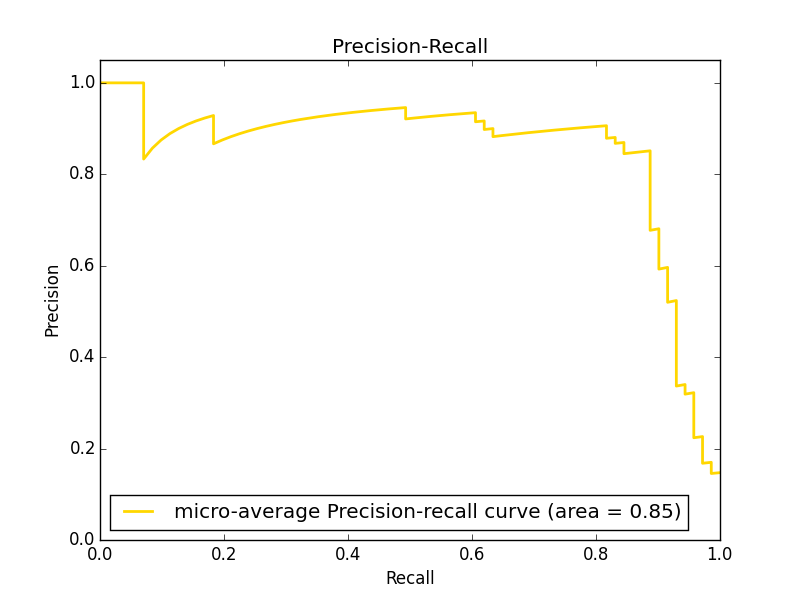 Precision-Recall
1.0
0.8
0.6
0.4
0.2
0.0
Precision
micro-average Precision-recall curve (area = 0.85)
0.0 0.2 0.4 0.6 0.8 1.0
Recall